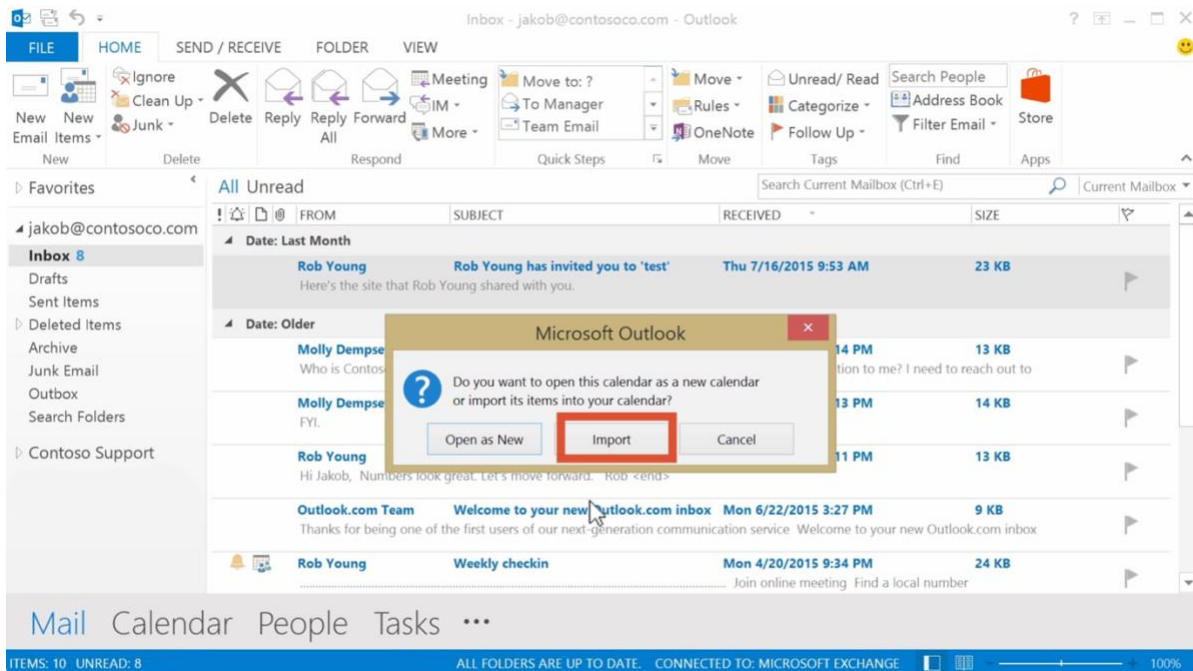 Inbox - jakob@contosoco.com - Outlook
FILE HOME SEND / RECEIVE FOLDER VIEW
New Email
New Items
Ignore
Clean Up
Junk
Delete
Reply
Reply All
Forward
Meeting
IM
More
Move to: ?
To Manager
Team Email
Move
Rules
OneNote
Unread/ Read
Categorize
Follow Up
Search People
Address Book
Filter Email
Store
New Delete Respond Quick Steps Move Tags Find Apps
Favorites
jakob@contosoco.com
Inbox 8
Drafts
Sent Items
Deleted Items
Archive
Junk Email
Outbox
Search Folders
Contoso Support
All Unread
Search Current Mailbox (Ctrl+E) Current Mailbox
FROM SUBJECT RECEIVED SIZE
Date: Last Month
Rob Young Rob Young has invited you to 'test' Thu 7/16/2015 9:53 AM 23 KB
Here's the site that Rob Young shared with you.
Date: Older
Molly Dempse 14 PM 13 KB
Who is Contos tion to me? I need to reach out to
Molly Dempse 13 PM 14 KB
FYI.
Rob Young 11 PM 13 KB
Hi Jakob, Numbers look great. Let's move forward. Rob <end>
Outlook.com Team Welcome to your new Outlook.com inbox Mon 6/22/2015 3:27 PM 9 KB
Thanks for being one of the first users of our next-generation communication service Welcome to your new Outlook.com inbox
Rob Young Weekly checkin Mon 4/20/2015 9:34 PM 24 KB
Join online meeting Find a local number
Microsoft Outlook
Do you want to open this calendar as a new calendar
or import its items into your calendar?
Open as New Import Cancel
Mail Calendar People Tasks
ITEMS: 10 UNREAD: 8 ALL FOLDERS ARE UP TO DATE. CONNECTED TO: MICROSOFT EXCHANGE 100%